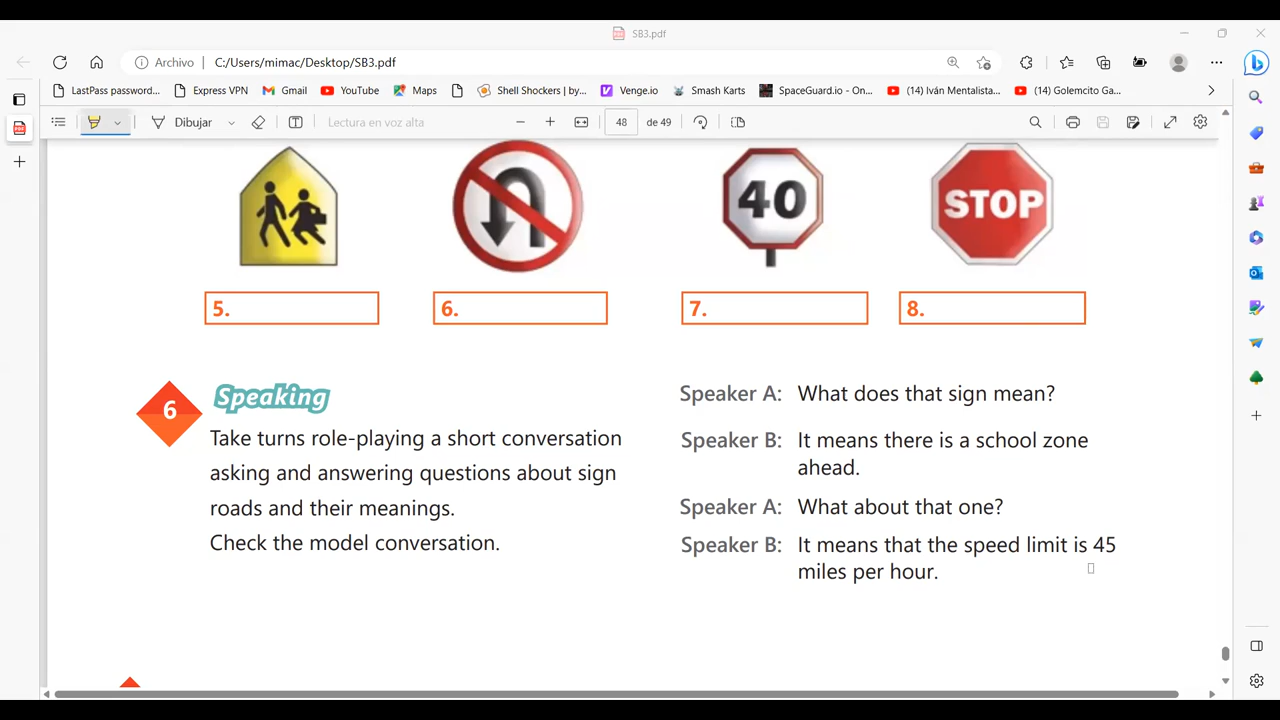 SB3.pdf
Archivo C:/Users/mimac/Desktop/SB3.pdf
LastPass password... Express VPN Gmail YouTube Maps Shell Shockers | by... Venge.io Smash Karts SpaceGuard.io - On... (14) Iván Mentalista... (14) Golemcito Ga...
Dibujar Lectura en voz alta 48 de 49
40 STOP
5. 6. 7. 8.
6 Speaking
Take turns role-playing a short conversation
asking and answering questions about sign
roads and their meanings.
Check the model conversation.
Speaker A: What does that sign mean?
Speaker B: It means there is a school zone
ahead.
Speaker A: What about that one?
Speaker B: It means that the speed limit is 45
miles per hour.